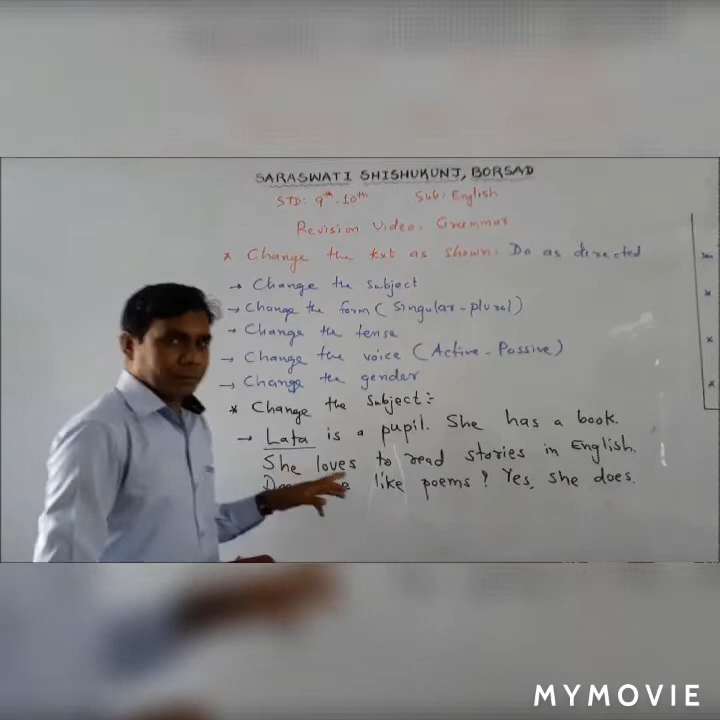 SARASWATI SHISHUKUNJ, BORSAD
STD: 9th-10th Sub: English
Revision Video: Grammar
* Change the text as shown: Do as directed
→ Change the subject
→ Change the form (Singular-plural)
→ Change the tense
→ Change the voice (Active-Passive)
→ Change the gender
* Change the Subject:-
→ Lata is a pupil. She has a book.
She loves to read stories in English.
like poems? Yes, she does.
MYMOVIE